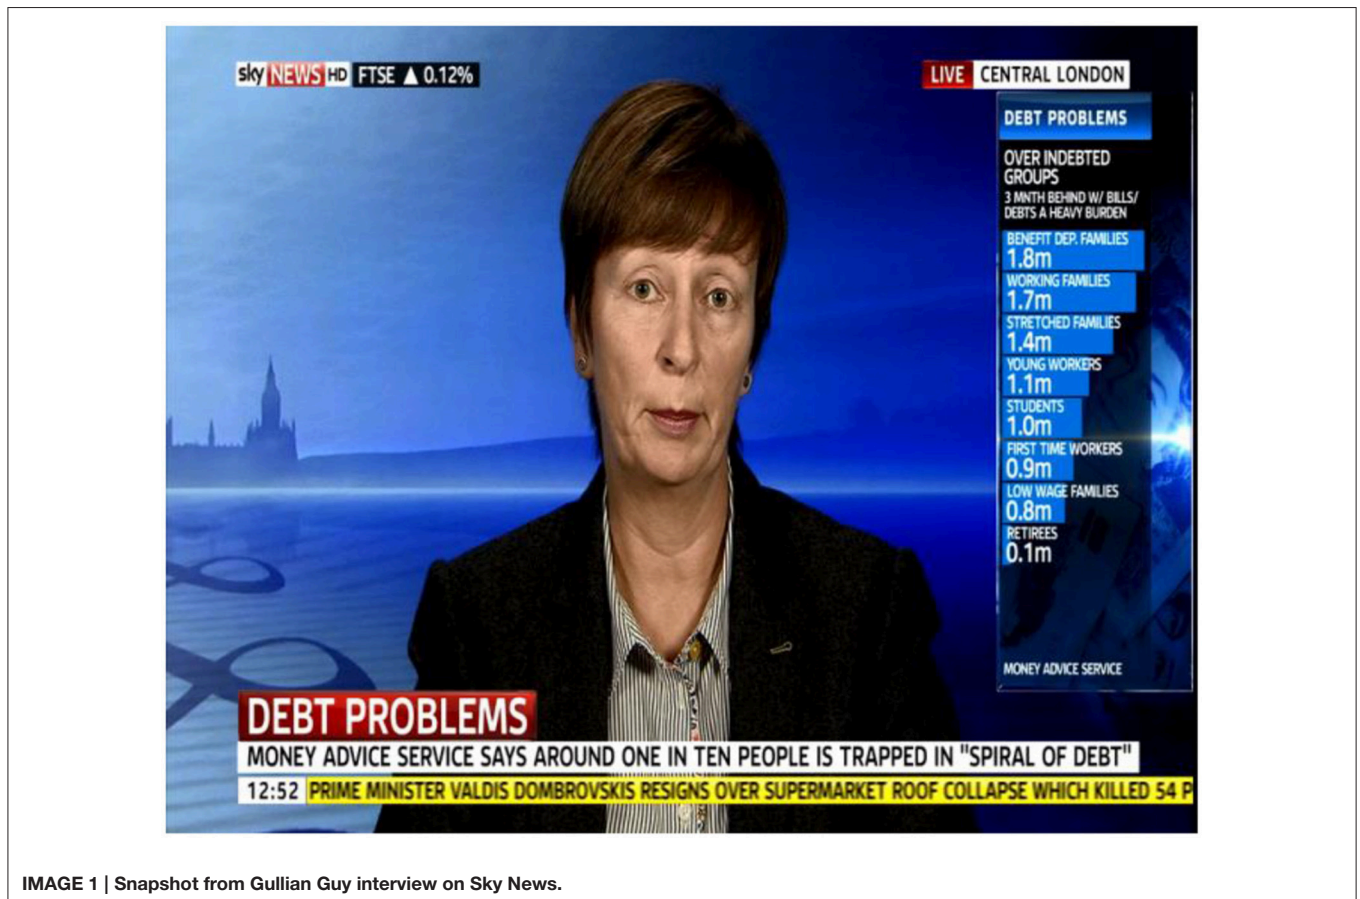 sky NEWS HD FTSE ▲ 0.12%
LIVE CENTRAL LONDON
DEBT PROBLEMS
OVER INDEBTED
GROUPS
3 MNTH BEHIND W/ BILLS/
DEBTS A HEAVY BURDEN
BENEFIT DEP. FAMILIES
1.8m
WORKING FAMILIES
1.7m
STRETCHED FAMILIES
1.4m
YOUNG WORKERS
1.1m
STUDENTS
1.0m
FIRST TIME WORKERS
0.9m
LOW WAGE FAMILIES
0.8m
RETIREES
0.1m
MONEY ADVICE SERVICE
DEBT PROBLEMS
MONEY ADVICE SERVICE SAYS AROUND ONE IN TEN PEOPLE IS TRAPPED IN "SPIRAL OF DEBT"
12:52 PRIME MINISTER VALDIS DOMBROVSKIS RESIGNS OVER SUPERMARKET ROOF COLLAPSE WHICH KILLED 54 P
IMAGE 1 | Snapshot from Gullian Guy interview on Sky News.